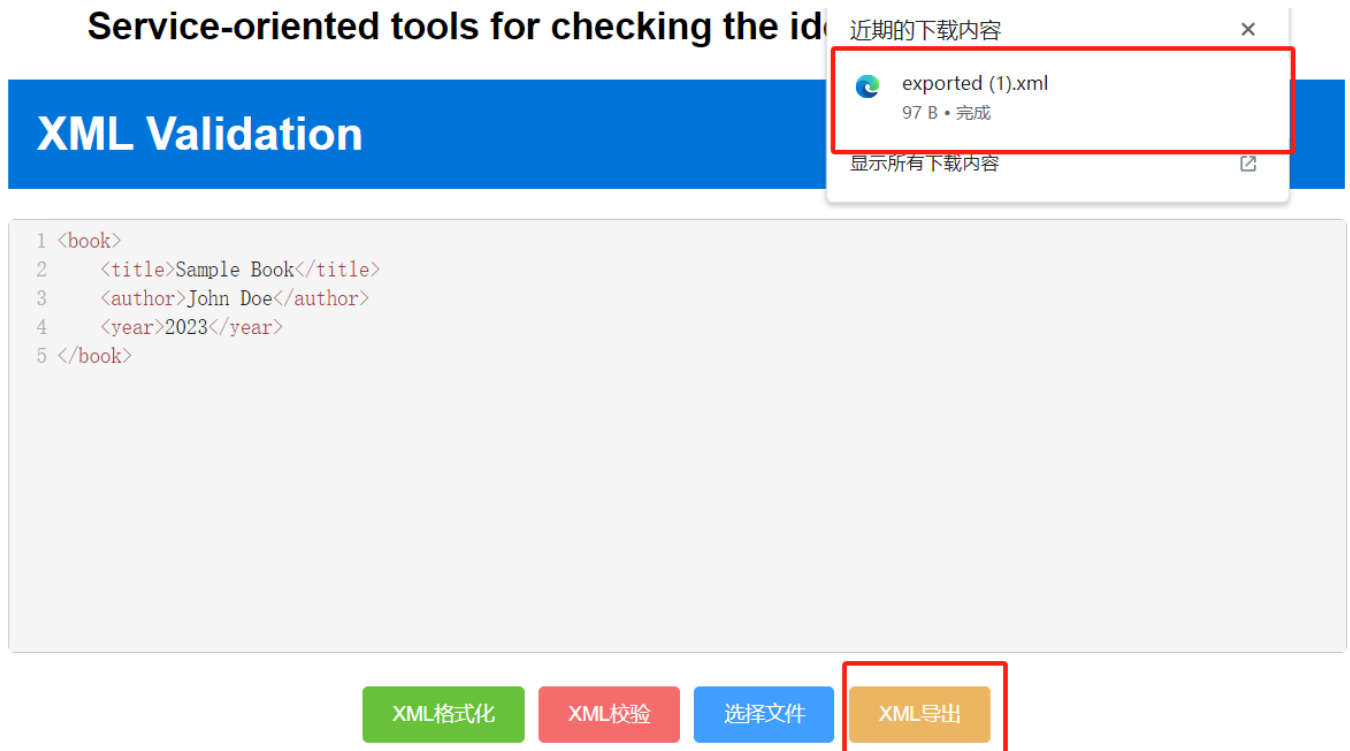 Service-oriented tools for checking the id
近期的下载内容
exported (1).xml
97 B • 完成
显示所有下载内容
XML Validation
1 <book>
2     <title>Sample Book</title>
3     <author>John Doe</author>
4     <year>2023</year>
5 </book>
XML格式化
XML校验
选择文件
XML导出